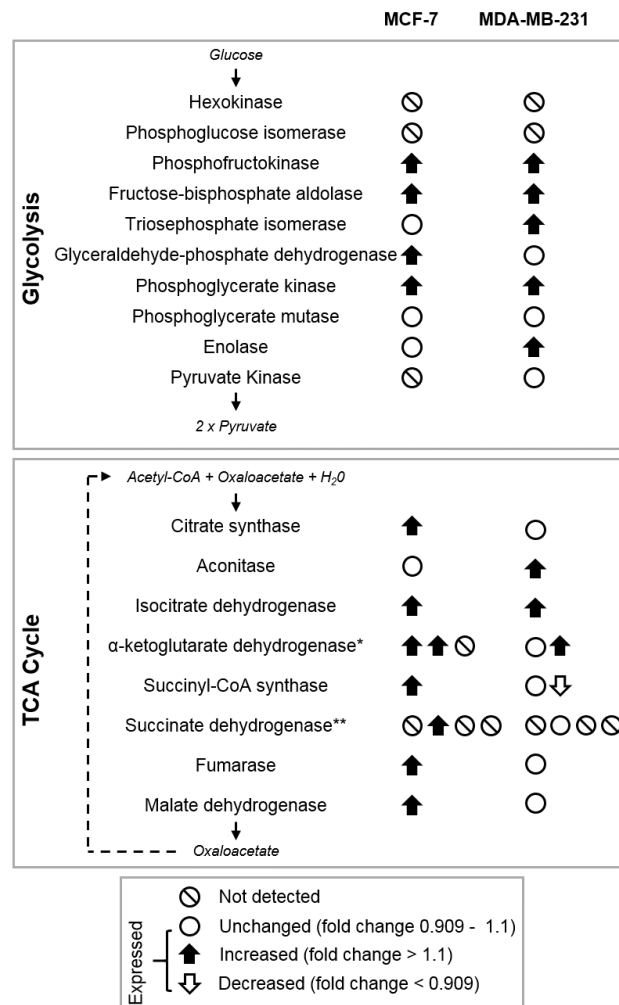 MCF-7 MDA-MB-231
Glycolysis
Glucose
Hexokinase
Phosphoglucose isomerase
Phosphofructokinase
Fructose-bisphosphate aldolase
Triosephosphate isomerase
Glyceraldehyde-phosphate dehydrogenase
Phosphoglycerate kinase
Phosphoglycerate mutase
Enolase
Pyruvate Kinase
2 x Pyruvate
TCA Cycle
Acetyl-CoA + Oxaloacetate + H₂0
Citrate synthase
Aconitase
Isocitrate dehydrogenase
α-ketoglutarate dehydrogenase*
Succinyl-CoA synthase
Succinate dehydrogenase**
Fumarase
Malate dehydrogenase
Oxaloacetate
Expressed
Not detected
Unchanged (fold change 0.909 - 1.1)
Increased (fold change > 1.1)
Decreased (fold change < 0.909)